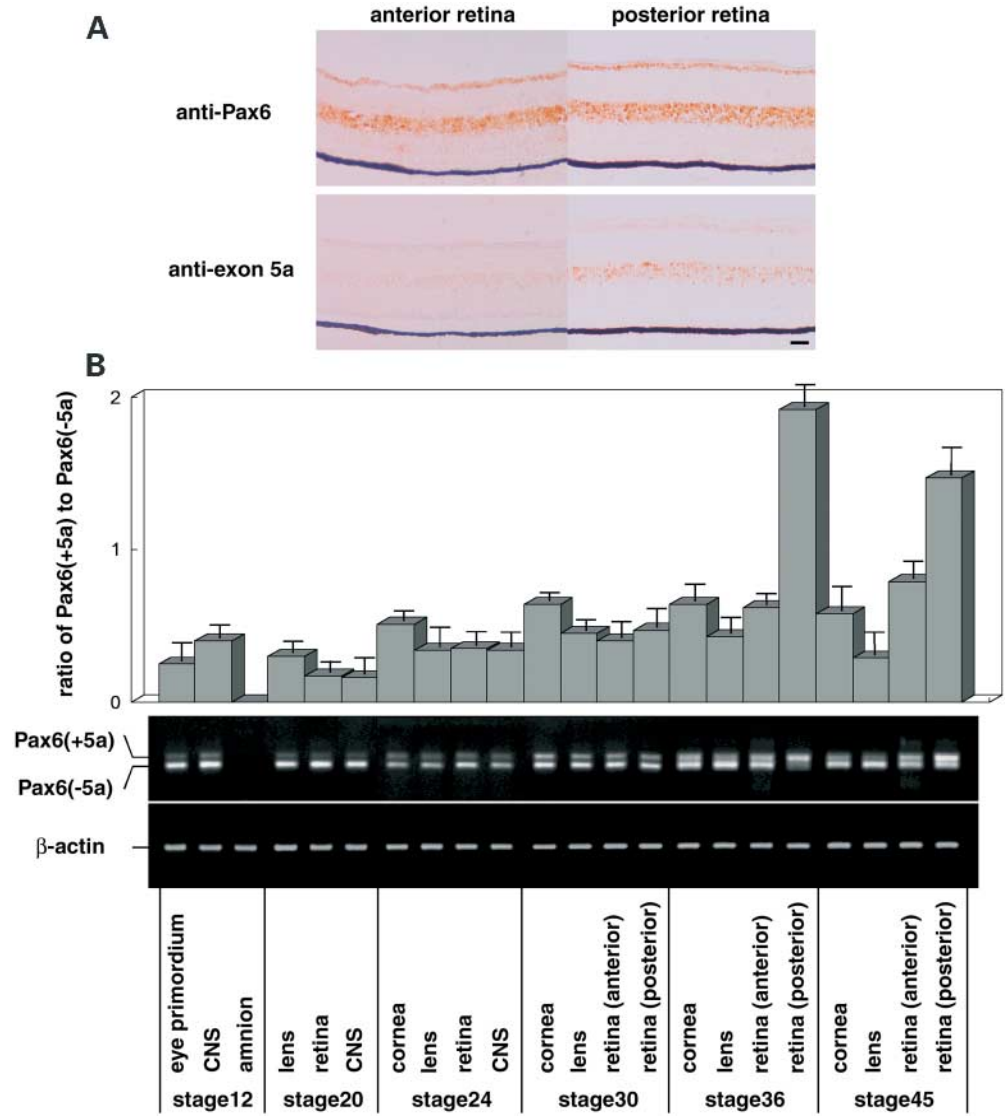 A
anterior retina posterior retina
anti-Pax6
anti-exon 5a
B
ratio of Pax6(+5a) to Pax6(-5a)
2
1
0
Pax6(+5a)
Pax6(-5a)
β-actin
eye primordium
CNS
amnion
lens
retina
CNS
cornea
lens
retina
CNS
cornea
lens
retina (anterior)
retina (posterior)
cornea
lens
retina (anterior)
retina (posterior)
cornea
lens
retina (anterior)
retina (posterior)
stage12 stage20 stage24 stage30 stage36 stage45